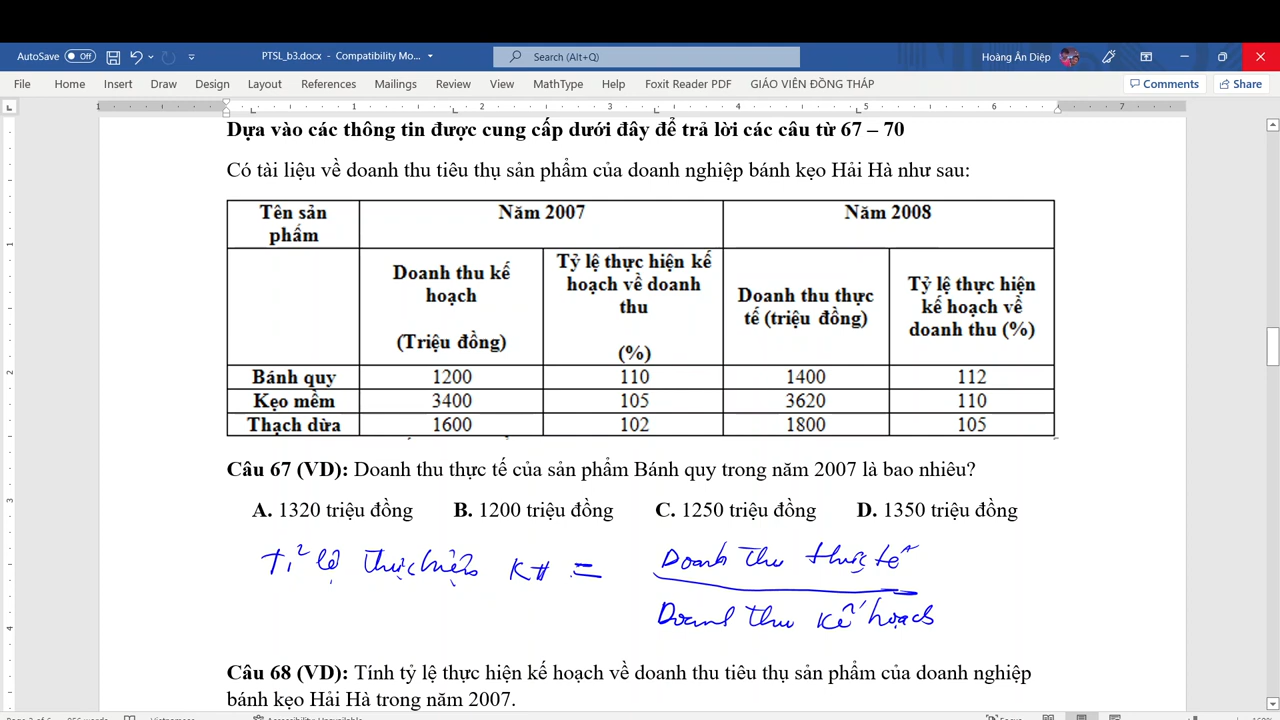 AutoSave Off PTSL_b3.docx - Compatibility Mo... Search (Alt+Q) Hoàng Ân Diệp
File Home Insert Draw Design Layout References Mailings Review View MathType Help Foxit Reader PDF GIÁO VIÊN ĐỒNG THÁP Comments Share
1 1 2 3 4 5 6 7
Dựa vào các thông tin được cung cấp dưới đây để trả lời các câu từ 67 – 70
Có tài liệu về doanh thu tiêu thụ sản phẩm của doanh nghiệp bánh kẹo Hải Hà như sau:
Tên sản phẩm Năm 2007 Năm 2008
Doanh thu kế hoạch (Triệu đồng) Tỷ lệ thực hiện kế hoạch về doanh thu (%) Doanh thu thực tế (triệu đồng) Tỷ lệ thực hiện kế hoạch về doanh thu (%)
Bánh quy 1200 110 1400 112
Kẹo mềm 3400 105 3620 110
Thạch dừa 1600 102 1800 105
Câu 67 (VD): Doanh thu thực tế của sản phẩm Bánh quy trong năm 2007 là bao nhiêu?
A. 1320 triệu đồng B. 1200 triệu đồng C. 1250 triệu đồng D. 1350 triệu đồng
Tỉ lệ thực hiện KH = Doanh thu thực tế
Doanh thu kế hoạch
Câu 68 (VD): Tính tỷ lệ thực hiện kế hoạch về doanh thu tiêu thụ sản phẩm của doanh nghiệp
bánh kẹo Hải Hà trong năm 2007.